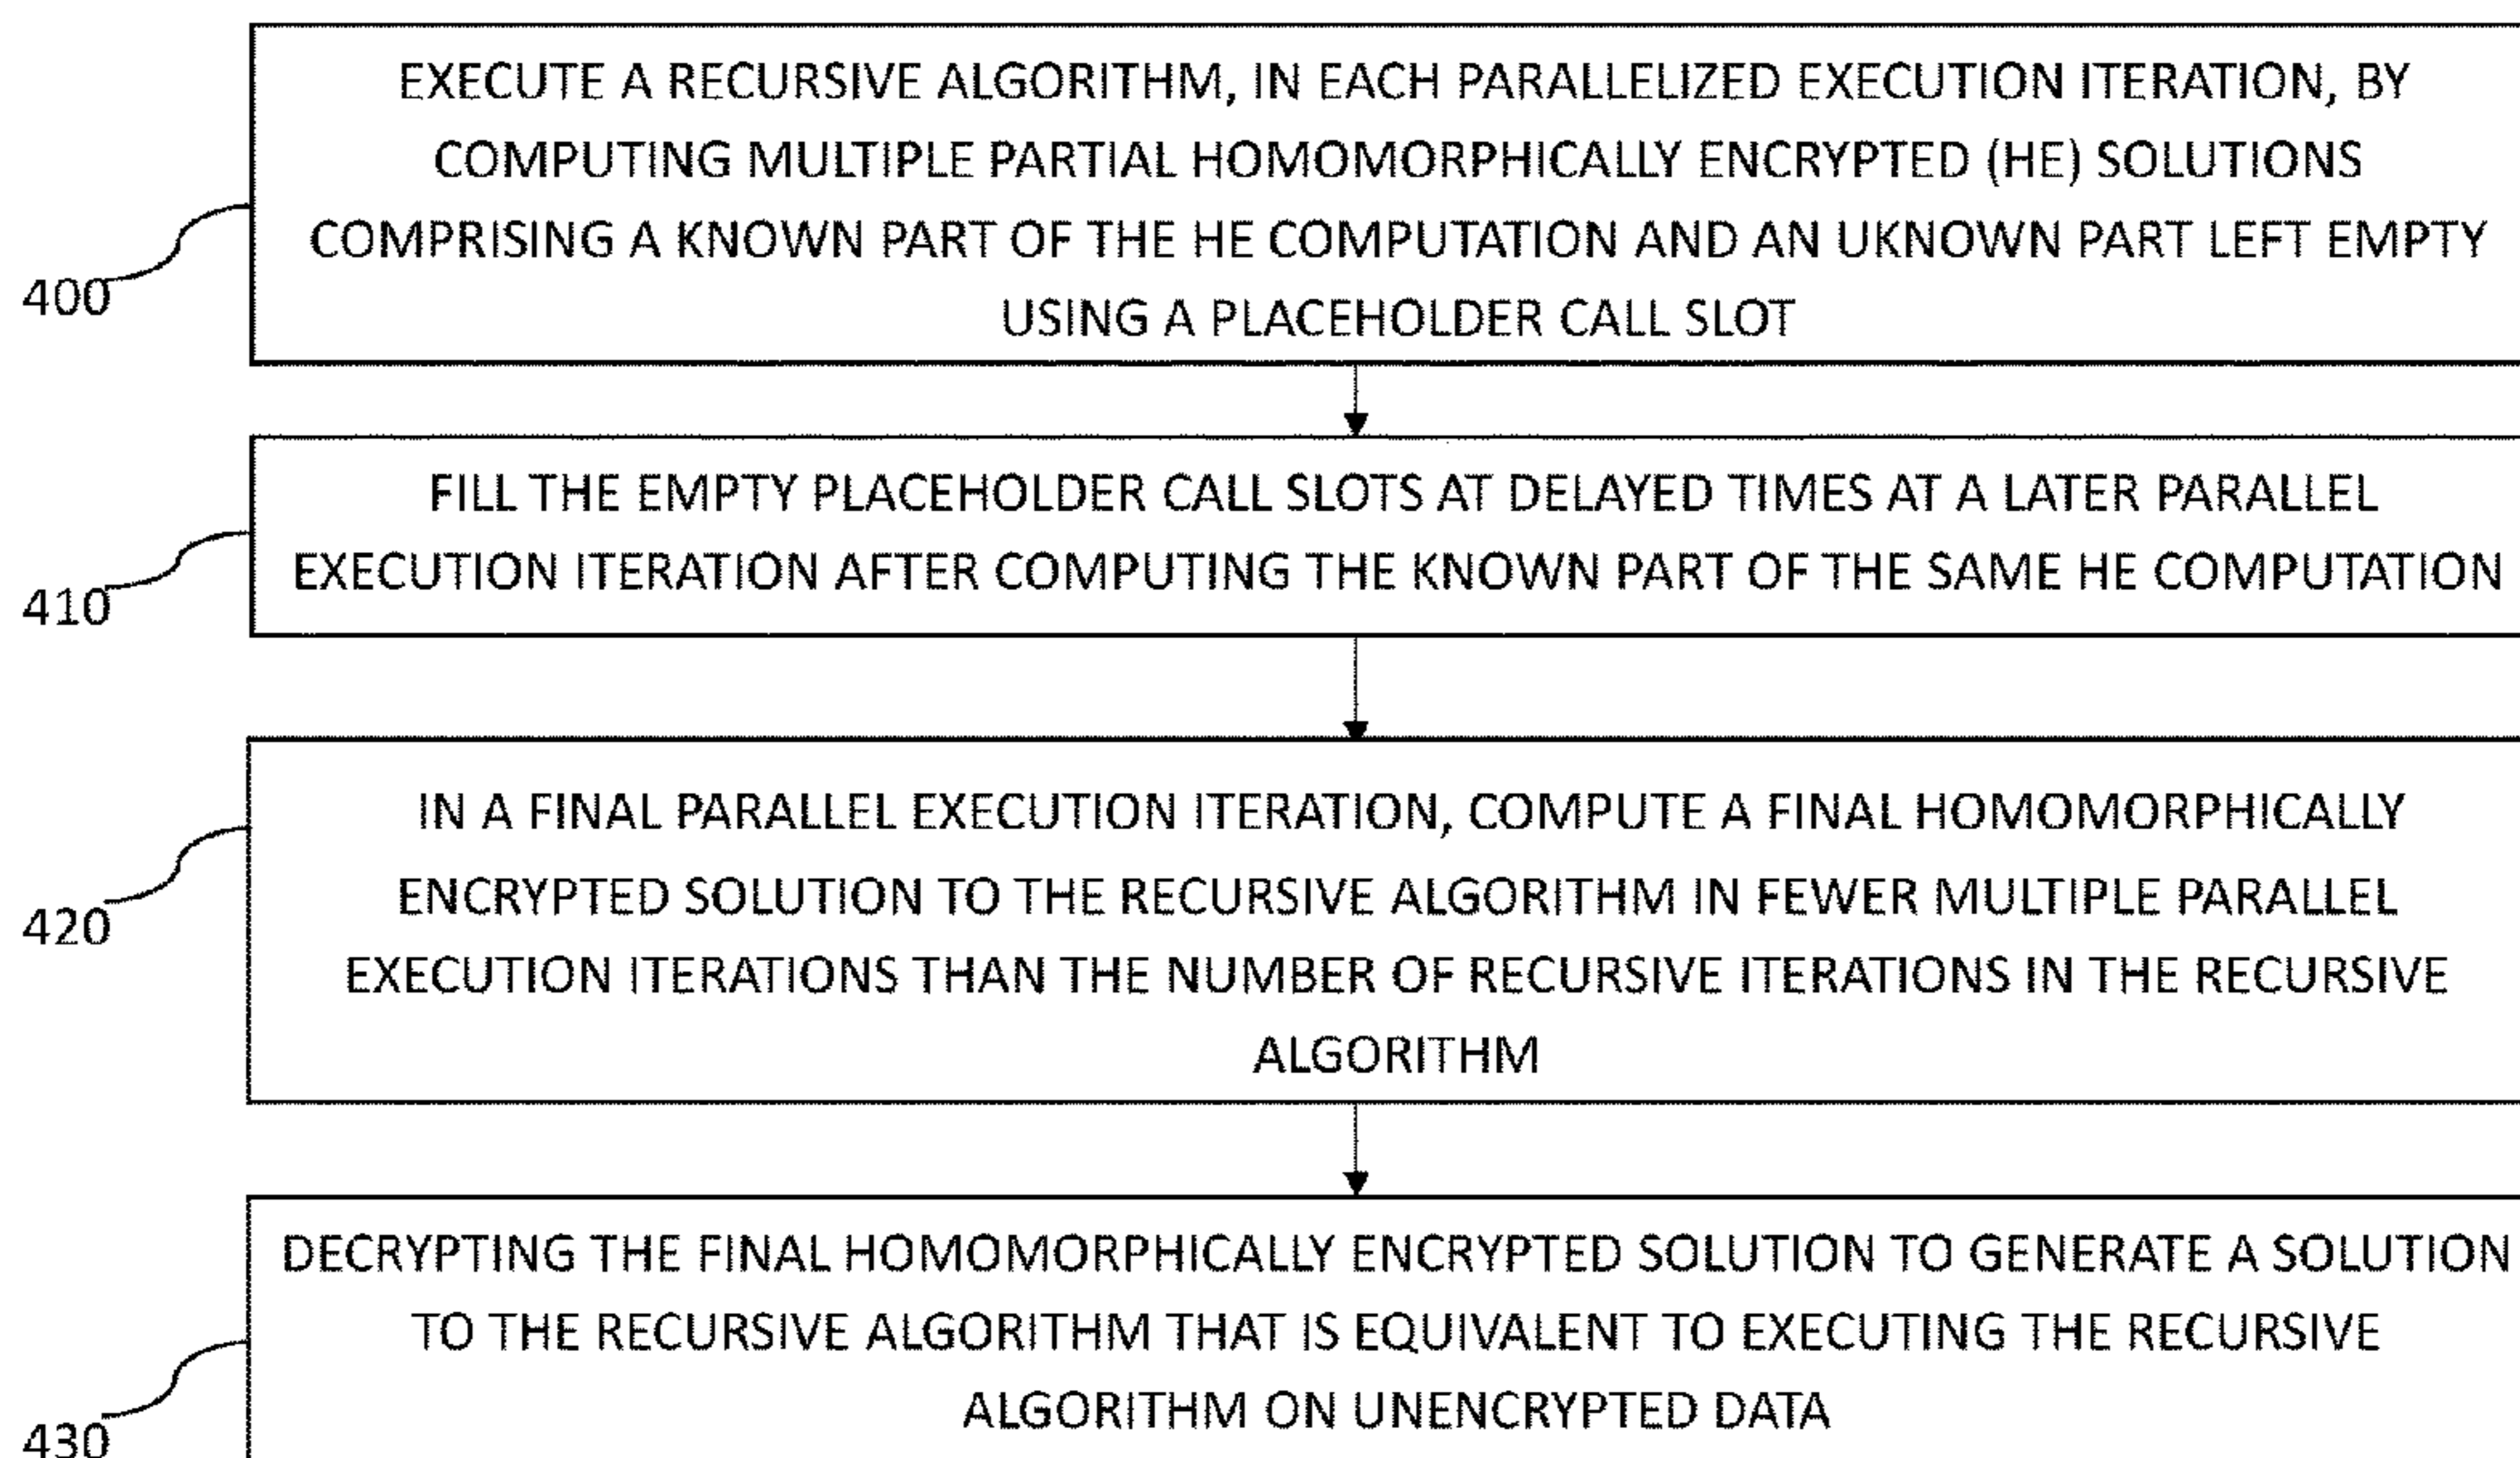 EXECUTE A RECURSIVE ALGORITHM, IN EACH PARALLELIZED EXECUTION ITERATION, BY
COMPUTING MULTIPLE PARTIAL HOMOMORPHICALLY ENCRYPTED (HE) SOLUTIONS
COMPRISING A KNOWN PART OF THE HE COMPUTATION AND AN UKNOWN PART LEFT EMPTY
USING A PLACEHOLDER CALL SLOT
400
FILL THE EMPTY PLACEHOLDER CALL SLOTS AT DELAYED TIMES AT A LATER PARALLEL
EXECUTION ITERATION AFTER COMPUTING THE KNOWN PART OF THE SAME HE COMPUTATION
410
IN A FINAL PARALLEL EXECUTION ITERATION, COMPUTE A FINAL HOMOMORPHICALLY
ENCRYPTED SOLUTION TO THE RECURSIVE ALGORITHM IN FEWER MULTIPLE PARALLEL
EXECUTION ITERATIONS THAN THE NUMBER OF RECURSIVE ITERATIONS IN THE RECURSIVE
ALGORITHM
420
DECRYPTING THE FINAL HOMOMORPHICALLY ENCRYPTED SOLUTION TO GENERATE A SOLUTION
TO THE RECURSIVE ALGORITHM THAT IS EQUIVALENT TO EXECUTING THE RECURSIVE
ALGORITHM ON UNENCRYPTED DATA
430